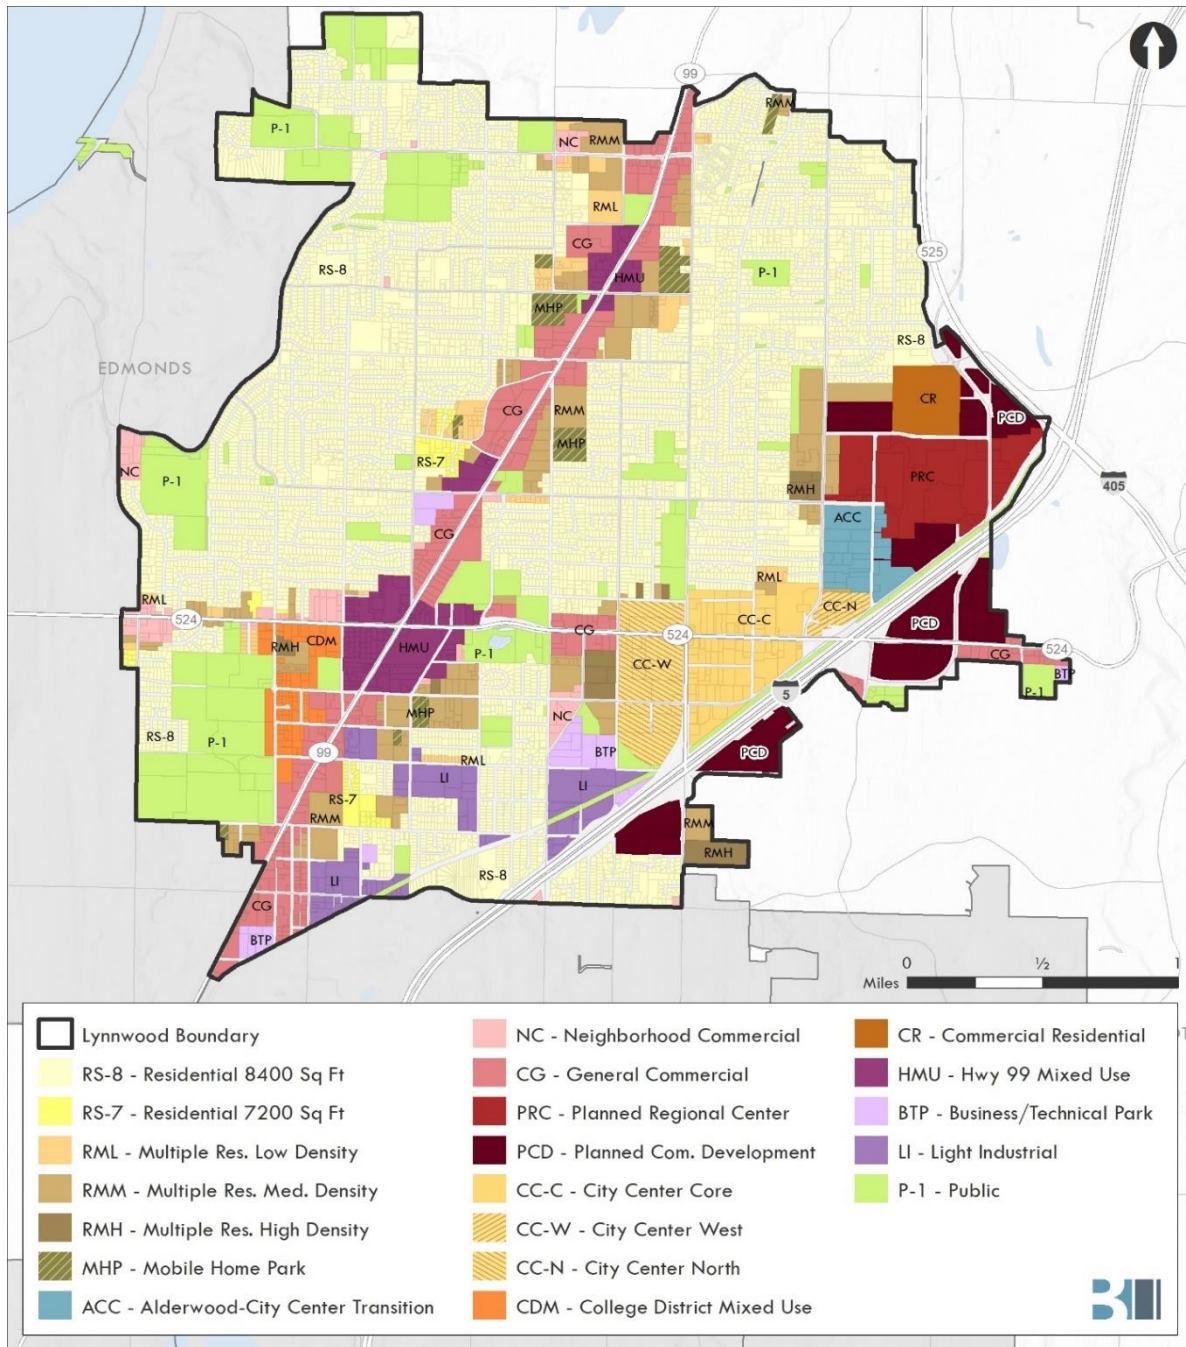 99
RMM
P-1
NC
RMM
RML
525
CG
RS-8
P-1
HMU
MHP
RS-8
EDMONDS
CR
PCD
CG
RMM
MHP
NC
RS-7
P-1
PRC
405
RMH
ACC
CG
RML
RML
CC-N
524
CC-C
CDM
RMH
CG
524
PCD
HMU
P-1
524
CG
CC-W
BTP
P-1
5
MHP
NC
RS-8
P-1
99
BTP
PCD
RML
LI
LI
RS-7
RMM
RMM
RMH
RS-8
LI
CG
BTP
0 ½ 1
Miles
Lynnwood Boundary
RS-8 - Residential 8400 Sq Ft
RS-7 - Residential 7200 Sq Ft
RML - Multiple Res. Low Density
RMM - Multiple Res. Med. Density
RMH - Multiple Res. High Density
MHP - Mobile Home Park
ACC - Alderwood-City Center Transition
NC - Neighborhood Commercial
CG - General Commercial
PRC - Planned Regional Center
PCD - Planned Com. Development
CC-C - City Center Core
CC-W - City Center West
CC-N - City Center North
CDM - College District Mixed Use
CR - Commercial Residential
HMU - Hwy 99 Mixed Use
BTP - Business/Technical Park
LI - Light Industrial
P-1 - Public